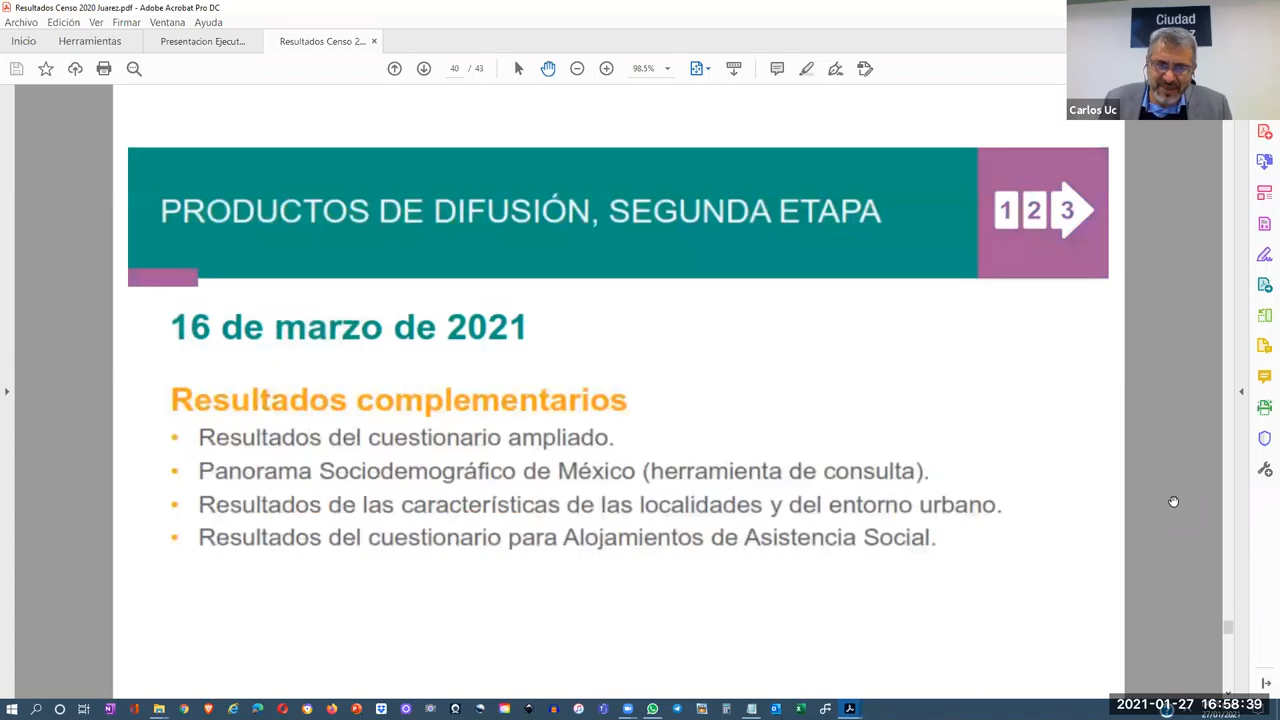 Resultados Censo 2020 Juarez.pdf - Adobe Acrobat Pro DC
Archivo Edición Ver Firmar Ventana Ayuda
Inicio Herramientas Presentacion Ejecut... Resultados Censo 2... ×
40 / 43 98.5%
Ciudad
Carlos Uc
PRODUCTOS DE DIFUSIÓN, SEGUNDA ETAPA
1 2 3
16 de marzo de 2021
Resultados complementarios
• Resultados del cuestionario ampliado.
• Panorama Sociodemográfico de México (herramienta de consulta).
• Resultados de las características de las localidades y del entorno urbano.
• Resultados del cuestionario para Alojamientos de Asistencia Social.
2021-01-27 16:58:39
27/01/2021